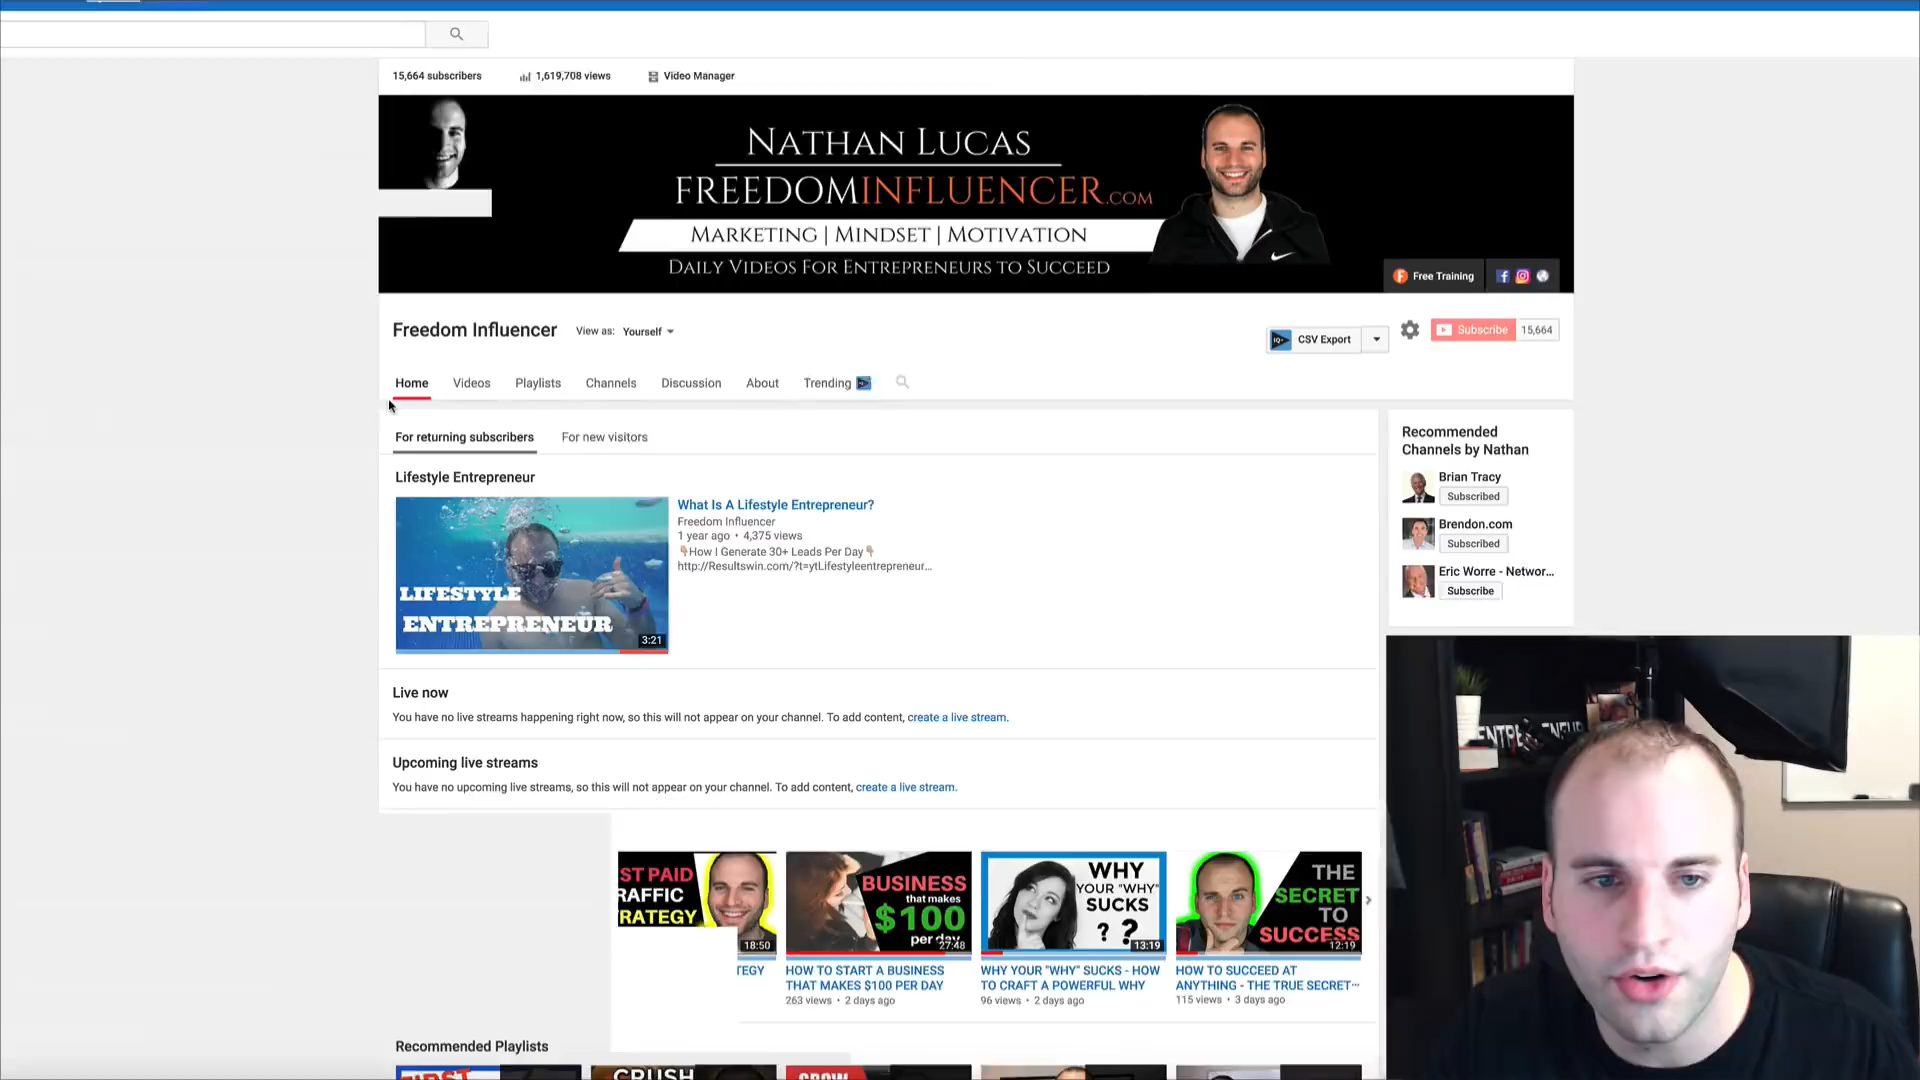 15,664 subscribers
1,619,708 views
Video Manager
NATHAN LUCAS
FREEDOMINFLUENCER.COM
MARKETING | MINDSET | MOTIVATION
DAILY VIDEOS FOR ENTREPRENEURS TO SUCCEED
Free Training
Freedom Influencer
View as: Yourself
CSV Export
Subscribe 15,664
Home
Videos
Playlists
Channels
Discussion
About
Trending
For returning subscribers
For new visitors
Lifestyle Entrepreneur
LIFESTYLE
ENTREPRENEUR
3:21
What Is A Lifestyle Entrepreneur?
Freedom Influencer
1 year ago • 4,375 views
👇How I Generate 30+ Leads Per Day👇
http://Resultswin.com/?t=ytLifestyleentrepreneur...
Recommended
Channels by Nathan
Brian Tracy
Subscribed
Brendon.com
Subscribed
Eric Worre - Networ...
Subscribe
Live now
You have no live streams happening right now, so this will not appear on your channel. To add content, create a live stream.
Upcoming live streams
You have no upcoming live streams, so this will not appear on your channel. To add content, create a live stream.
ST PAID
RAFFIC
RATEGY
18:50
TEGY
BUSINESS
that makes
$100
per day
27:48
HOW TO START A BUSINESS
THAT MAKES $100 PER DAY
263 views • 2 days ago
WHY
YOUR "WHY"
SUCKS
? ?
13:19
WHY YOUR "WHY" SUCKS - HOW
TO CRAFT A POWERFUL WHY
96 views • 2 days ago
THE
SECRET
TO
SUCCESS
12:19
HOW TO SUCCEED AT
ANYTHING - THE TRUE SECRET...
115 views • 3 days ago
Recommended Playlists
FIRST
CRUSH
GROW